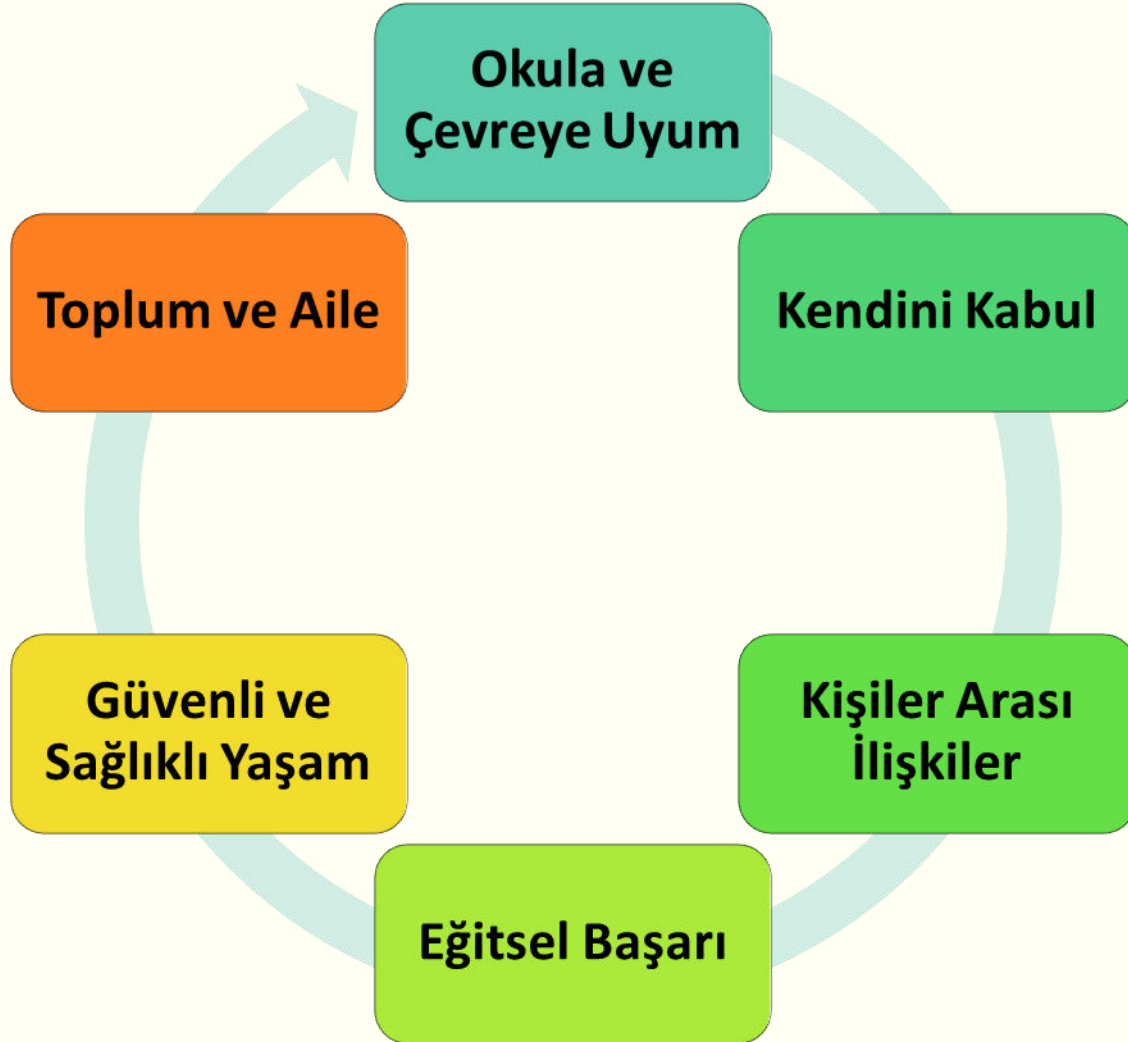 Okula ve
Çevreye Uyum
Kendini Kabul
Kişiler Arası
İlişkiler
Eğitsel Başarı
Güvenli ve
Sağlıklı Yaşam
Toplum ve Aile